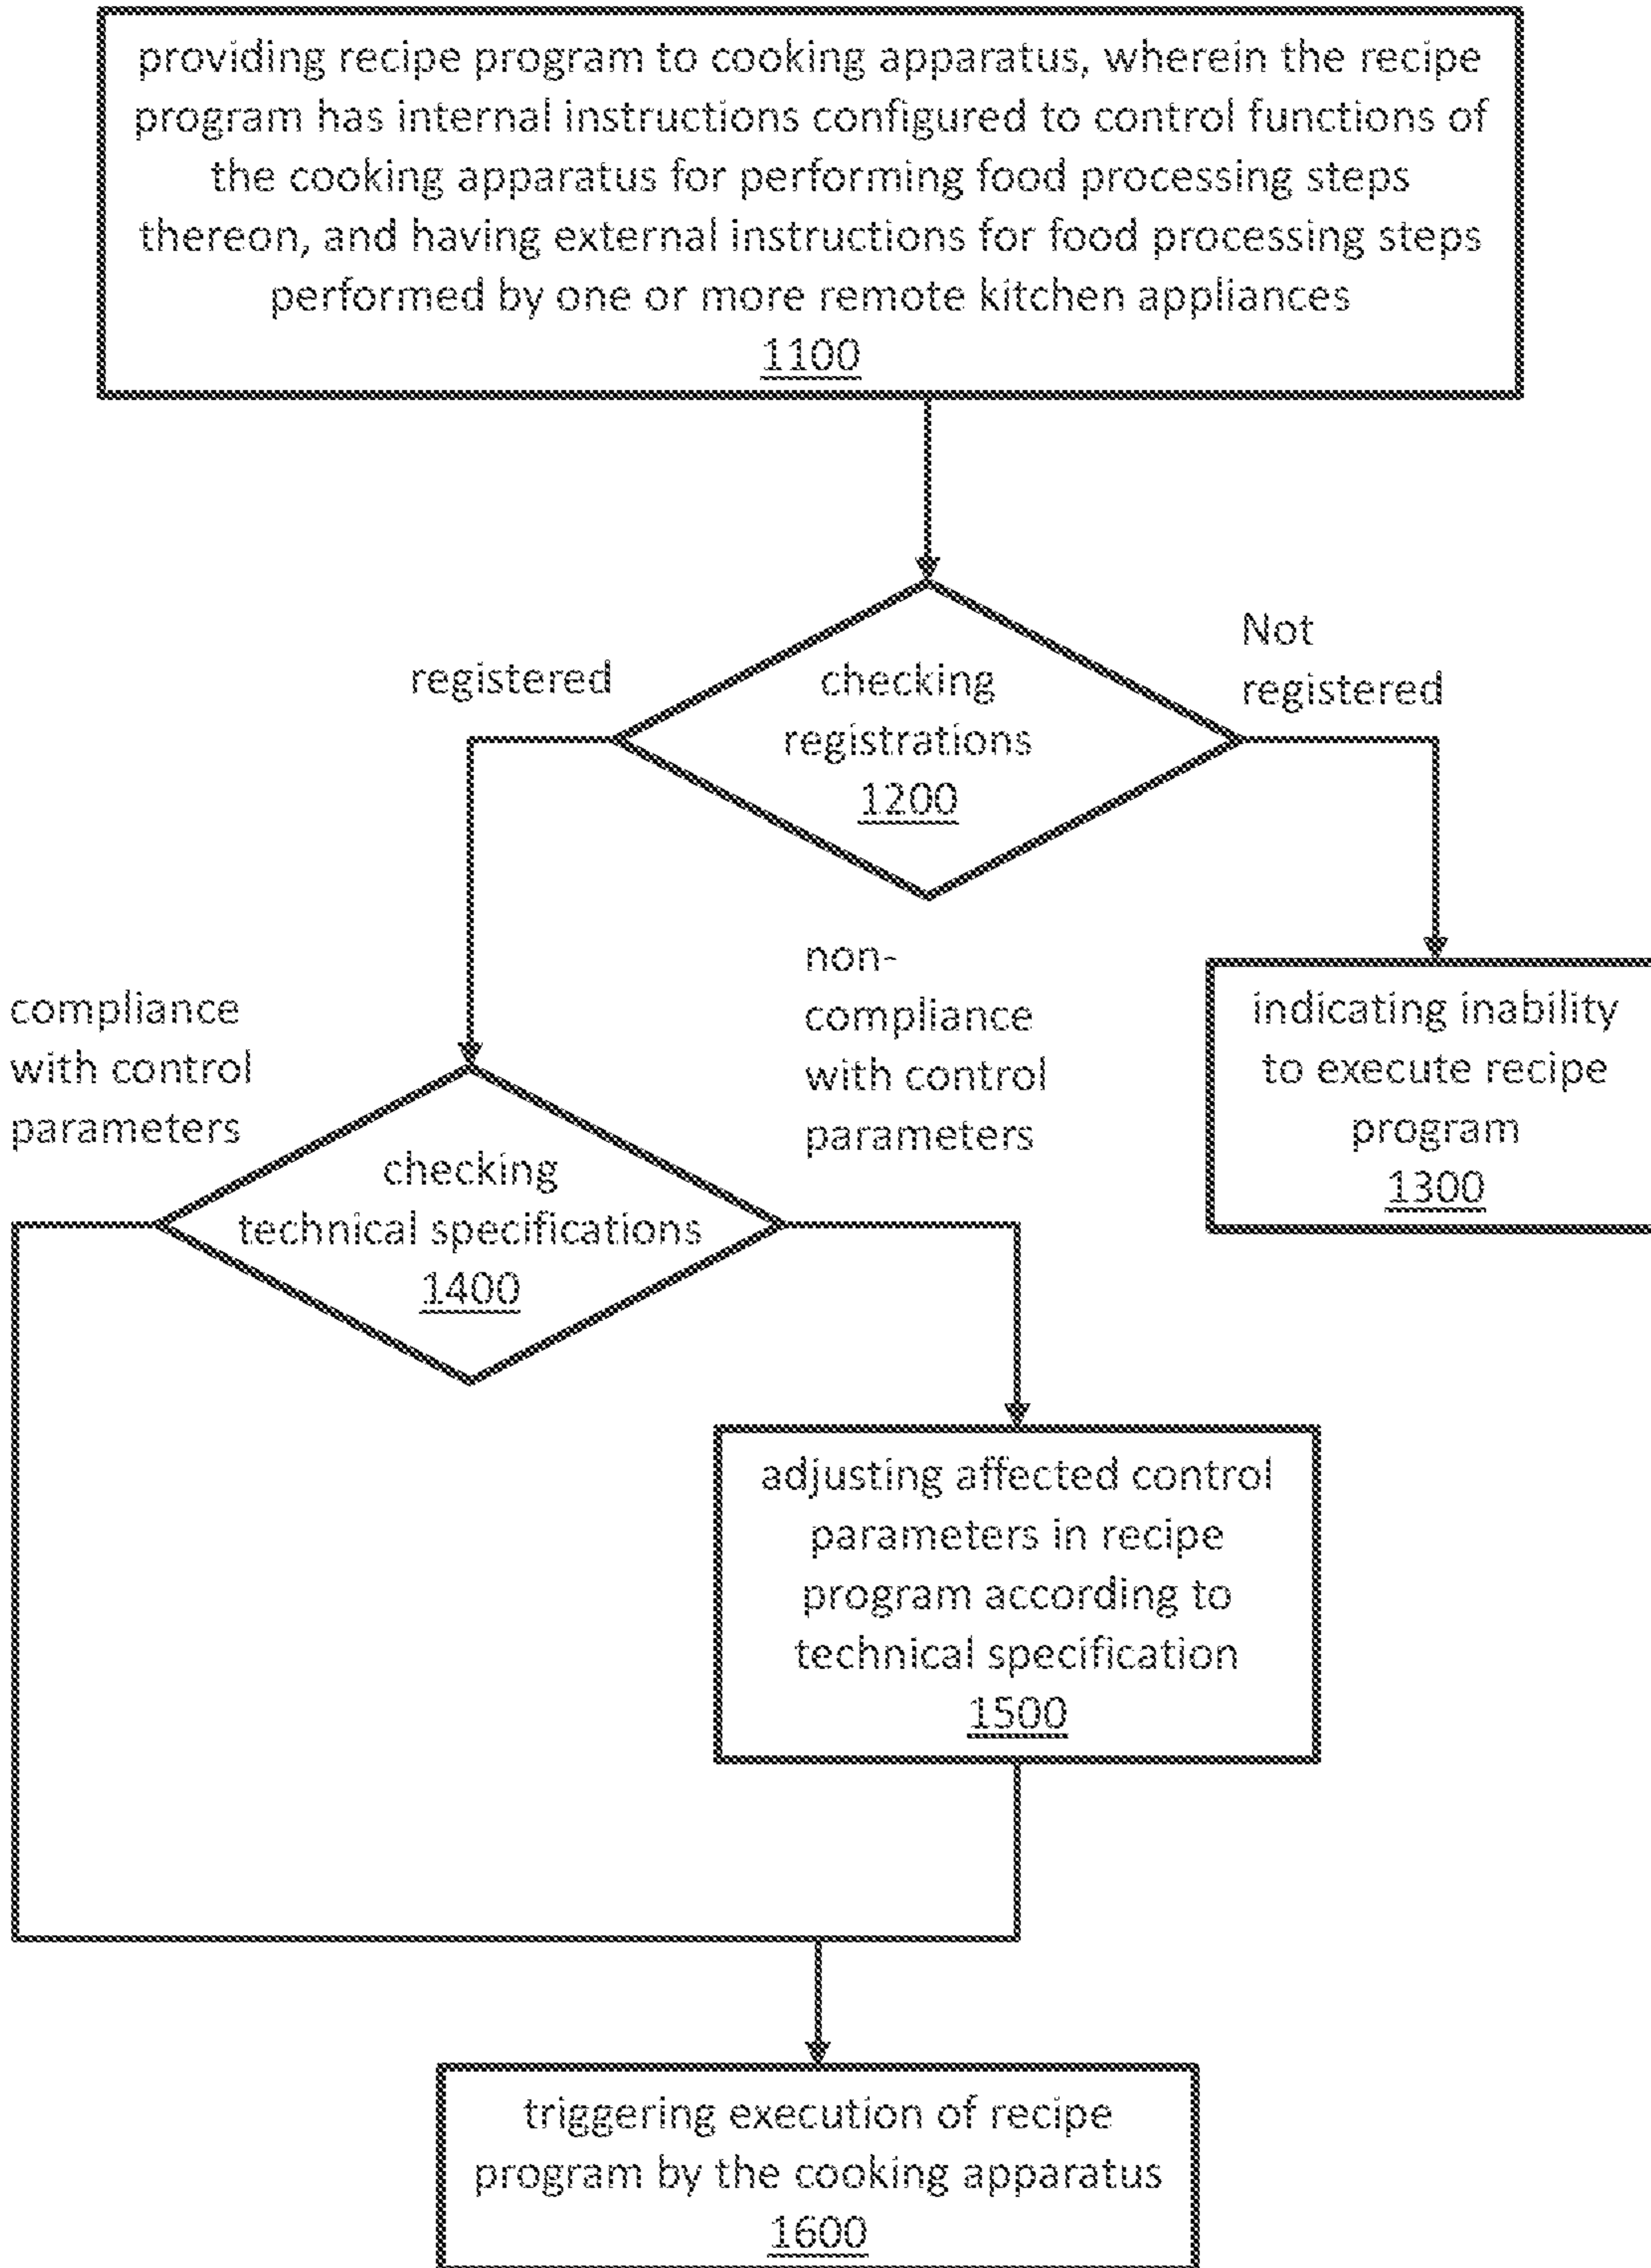 providing recipe program to cooking apparatus, wherein the recipe
program has internal instructions configured to control functions of
the cooking apparatus for performing food processing steps
thereon, and having external instructions for food processing steps
performed by one or more remote kitchen appliances
1100
registered
checking
registrations
1200
Not
registered
indicating inability
to execute recipe
program
1300
compliance
with control
parameters
checking
technical specifications
1400
non-
compliance
with control
parameters
adjusting affected control
parameters in recipe
program according to
technical specification
1500
triggering execution of recipe
program by the cooking apparatus
1600